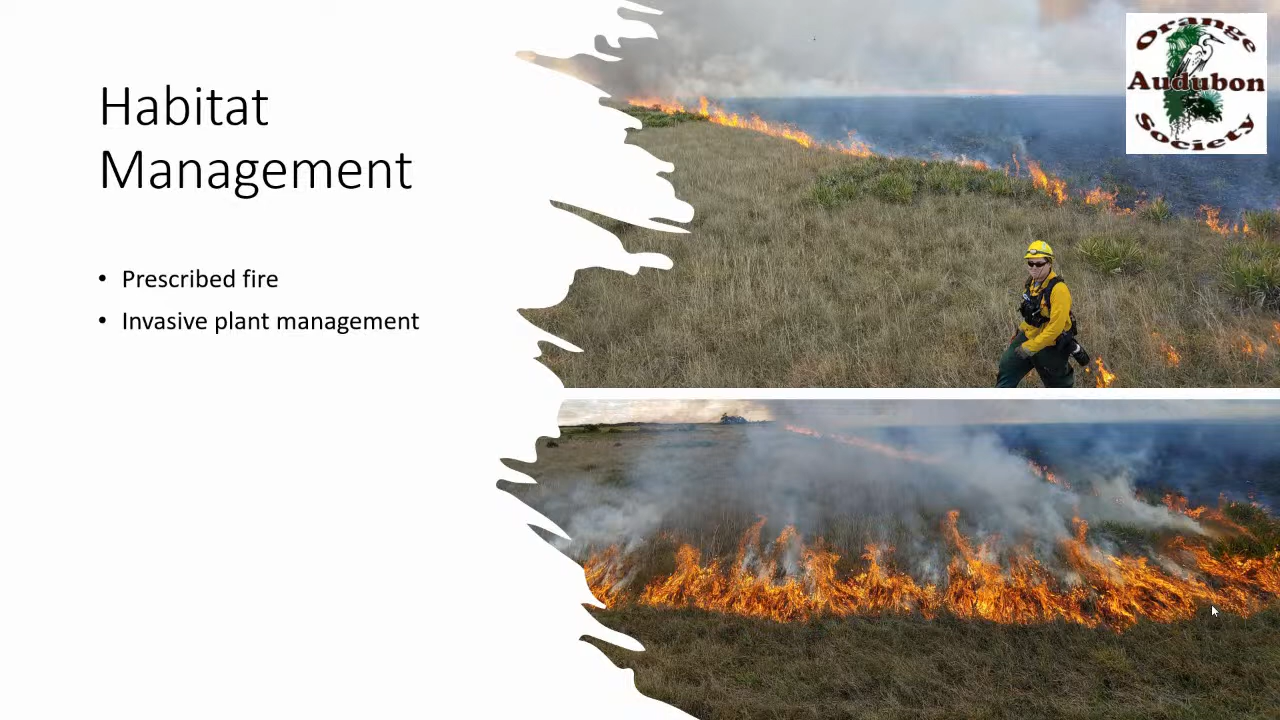 Habitat
Management
• Prescribed fire
• Invasive plant management
Orange
Audubon
Society